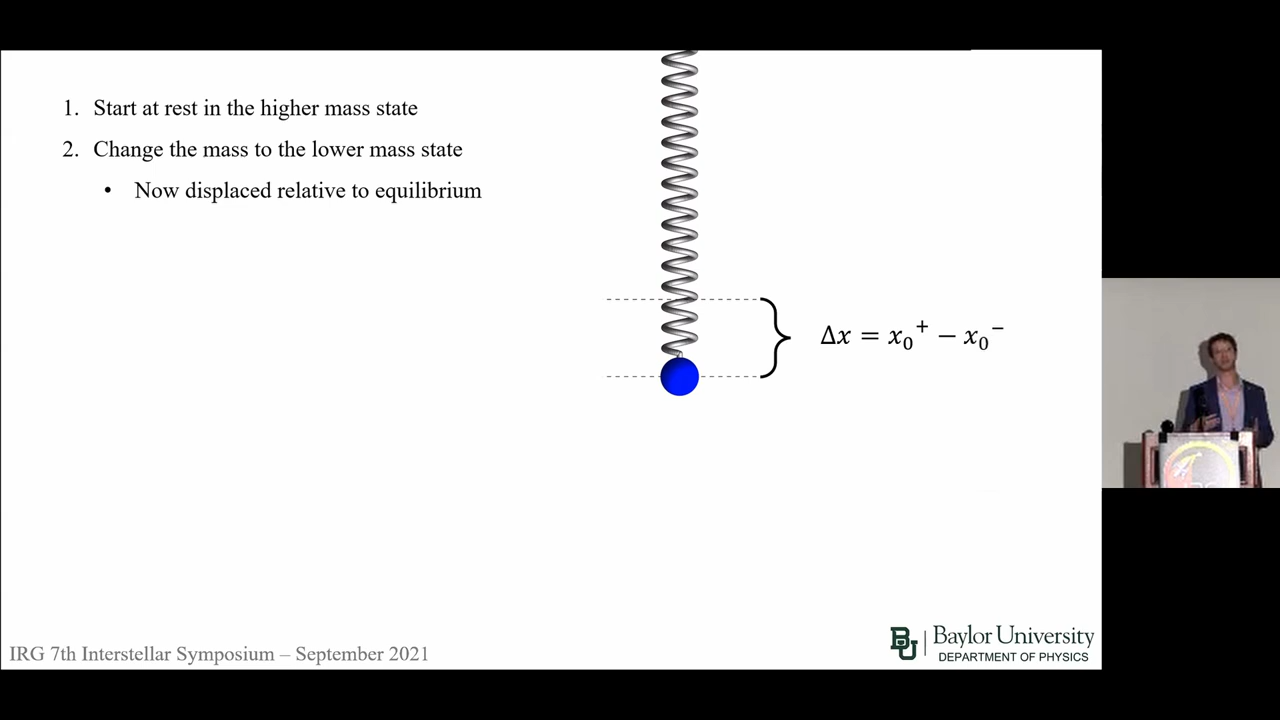 1. Start at rest in the higher mass state
2. Change the mass to the lower mass state
• Now displaced relative to equilibrium
Δx = x₀⁺ − x₀⁻
IRG 7th Interstellar Symposium – September 2021
BU
Baylor University
DEPARTMENT OF PHYSICS